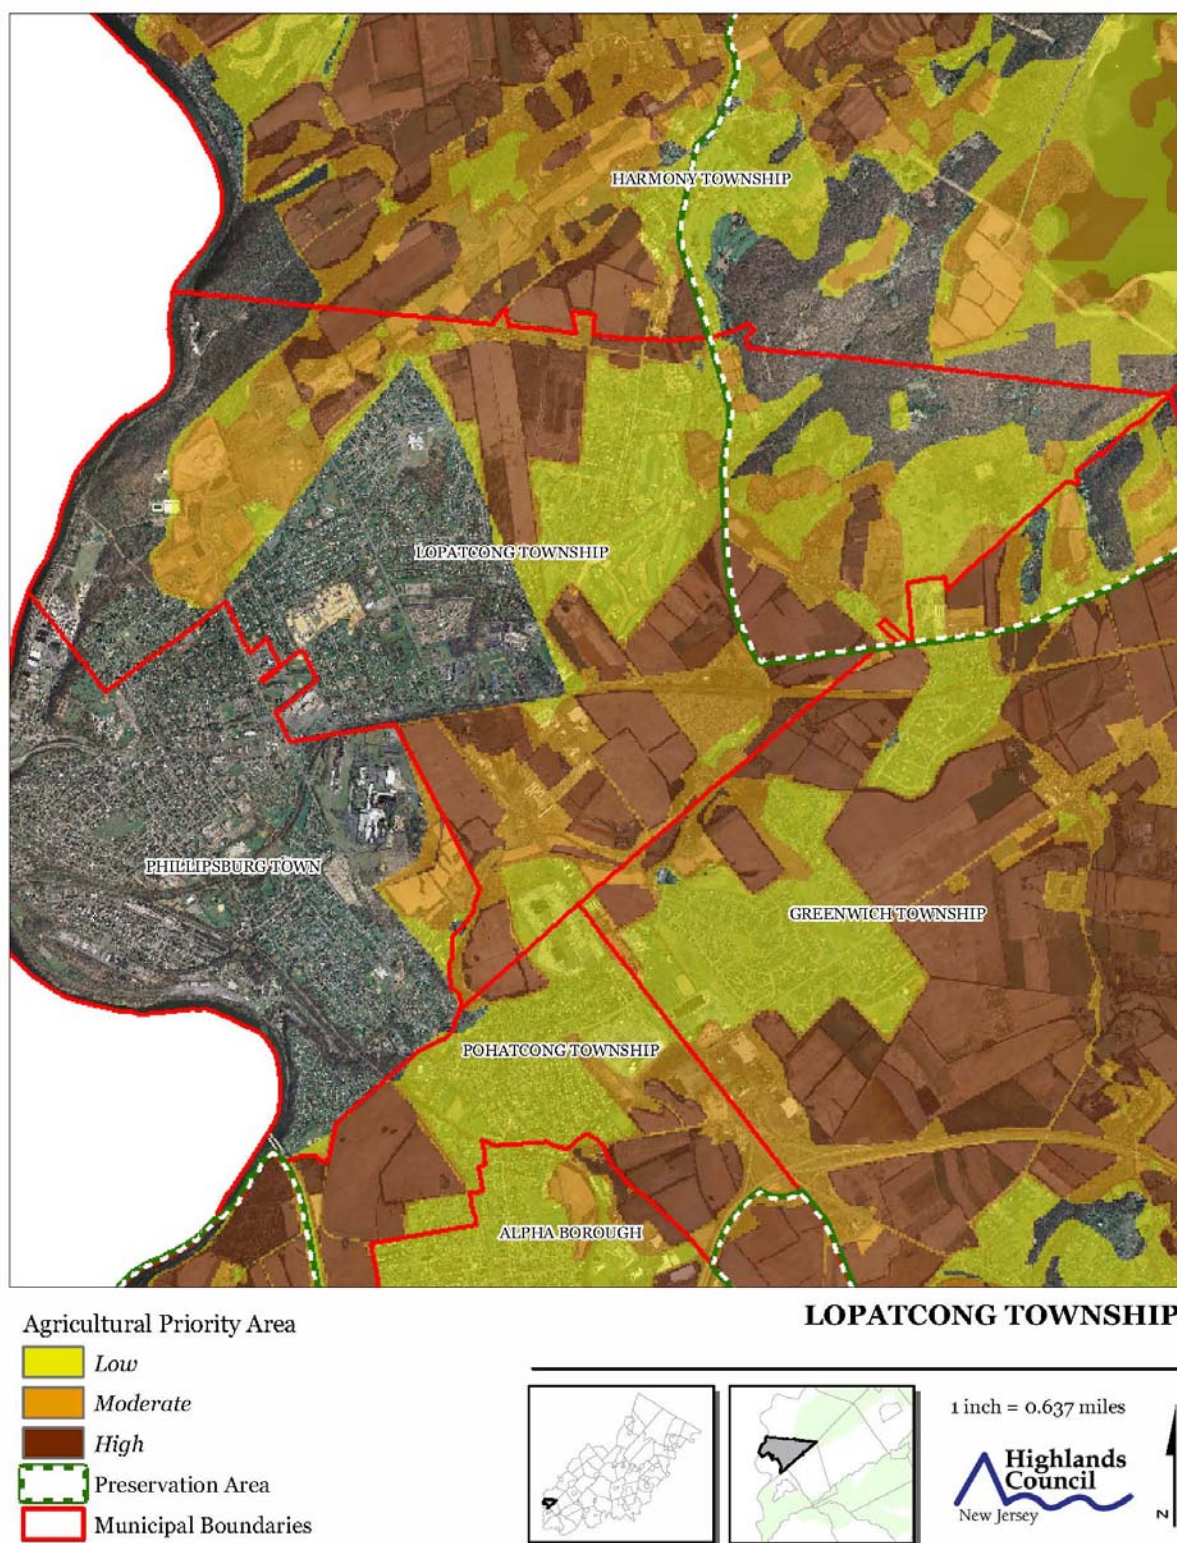 HARMONY TOWNSHIP
LOPATCONG TOWNSHIP
PHILLIPSBURG TOWN
GREENWICH TOWNSHIP
POHATCONG TOWNSHIP
ALPHA BOROUGH
LOPATCONG TOWNSHIP
Agricultural Priority Area
Low
Moderate
High
Preservation Area
Municipal Boundaries
1 inch = 0.637 miles
Highlands
Council
New Jersey
N